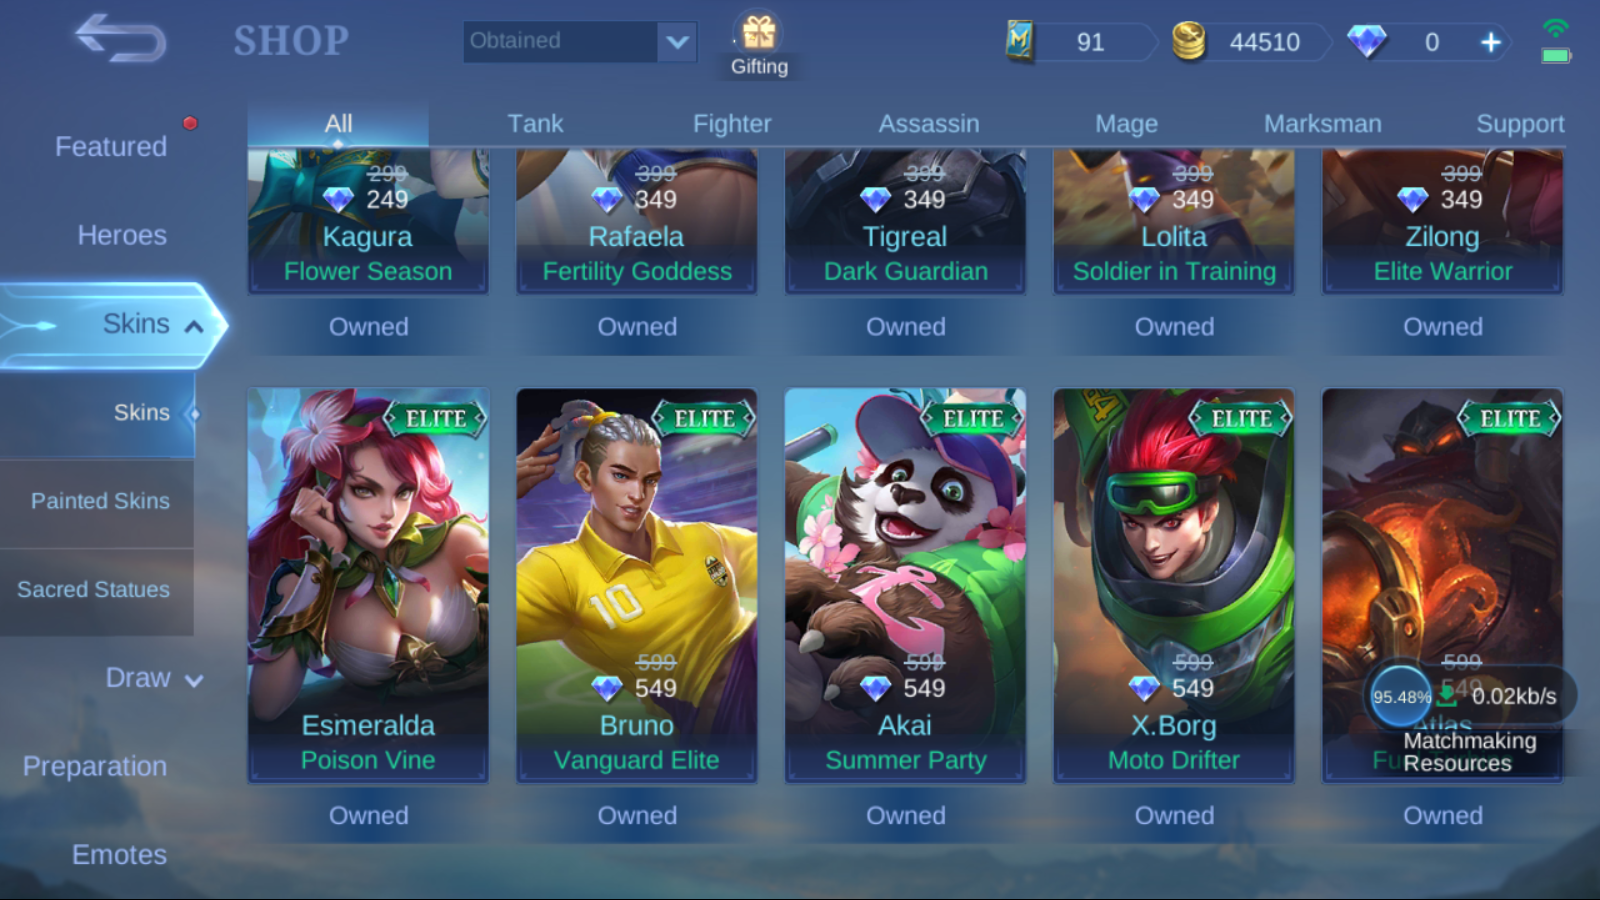 SHOP
Obtained
Gifting
91
44510
0
Featured
Heroes
Skins
Skins
Painted Skins
Sacred Statues
Draw
Preparation
Emotes
All
Tank
Fighter
Assassin
Mage
Marksman
Support
299
249
Kagura
Flower Season
Owned
399
349
Rafaela
Fertility Goddess
Owned
399
349
Tigreal
Dark Guardian
Owned
399
349
Lolita
Soldier in Training
Owned
399
349
Zilong
Elite Warrior
Owned
ELITE
Esmeralda
Poison Vine
Owned
ELITE
10
599
549
Bruno
Vanguard Elite
Owned
ELITE
599
549
Akai
Summer Party
Owned
ELITE
599
549
X.Borg
Moto Drifter
Owned
ELITE
599
549
Atlas
Owned
95.48%
0.02kb/s
Matchmaking
Resources